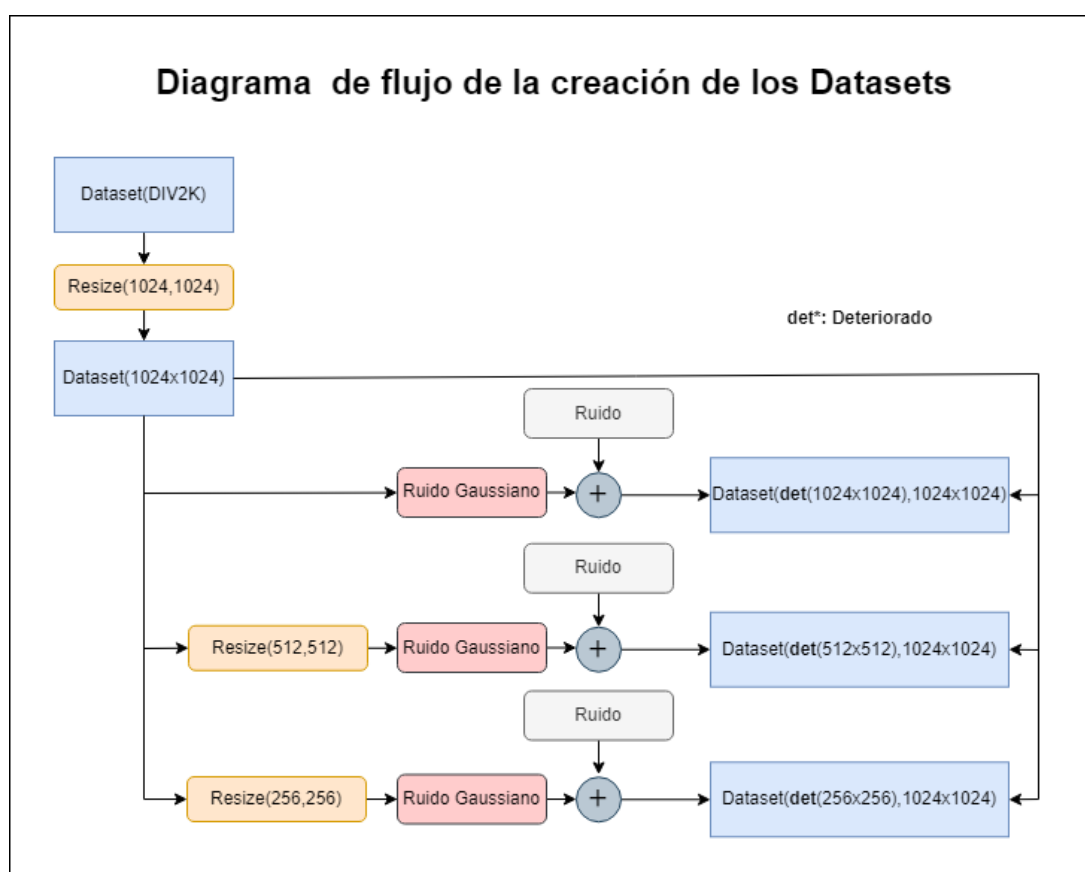 Diagrama de flujo de la creación de los Datasets
Dataset(DIV2K)
Resize(1024,1024)
det*: Deteriorado
Dataset(1024x1024)
Ruido
Ruido Gaussiano
+
Dataset(det(1024x1024),1024x1024)
Ruido
Resize(512,512)
Ruido Gaussiano
+
Dataset(det(512x512),1024x1024)
Ruido
Resize(256,256)
Ruido Gaussiano
+
Dataset(det(256x256),1024x1024)